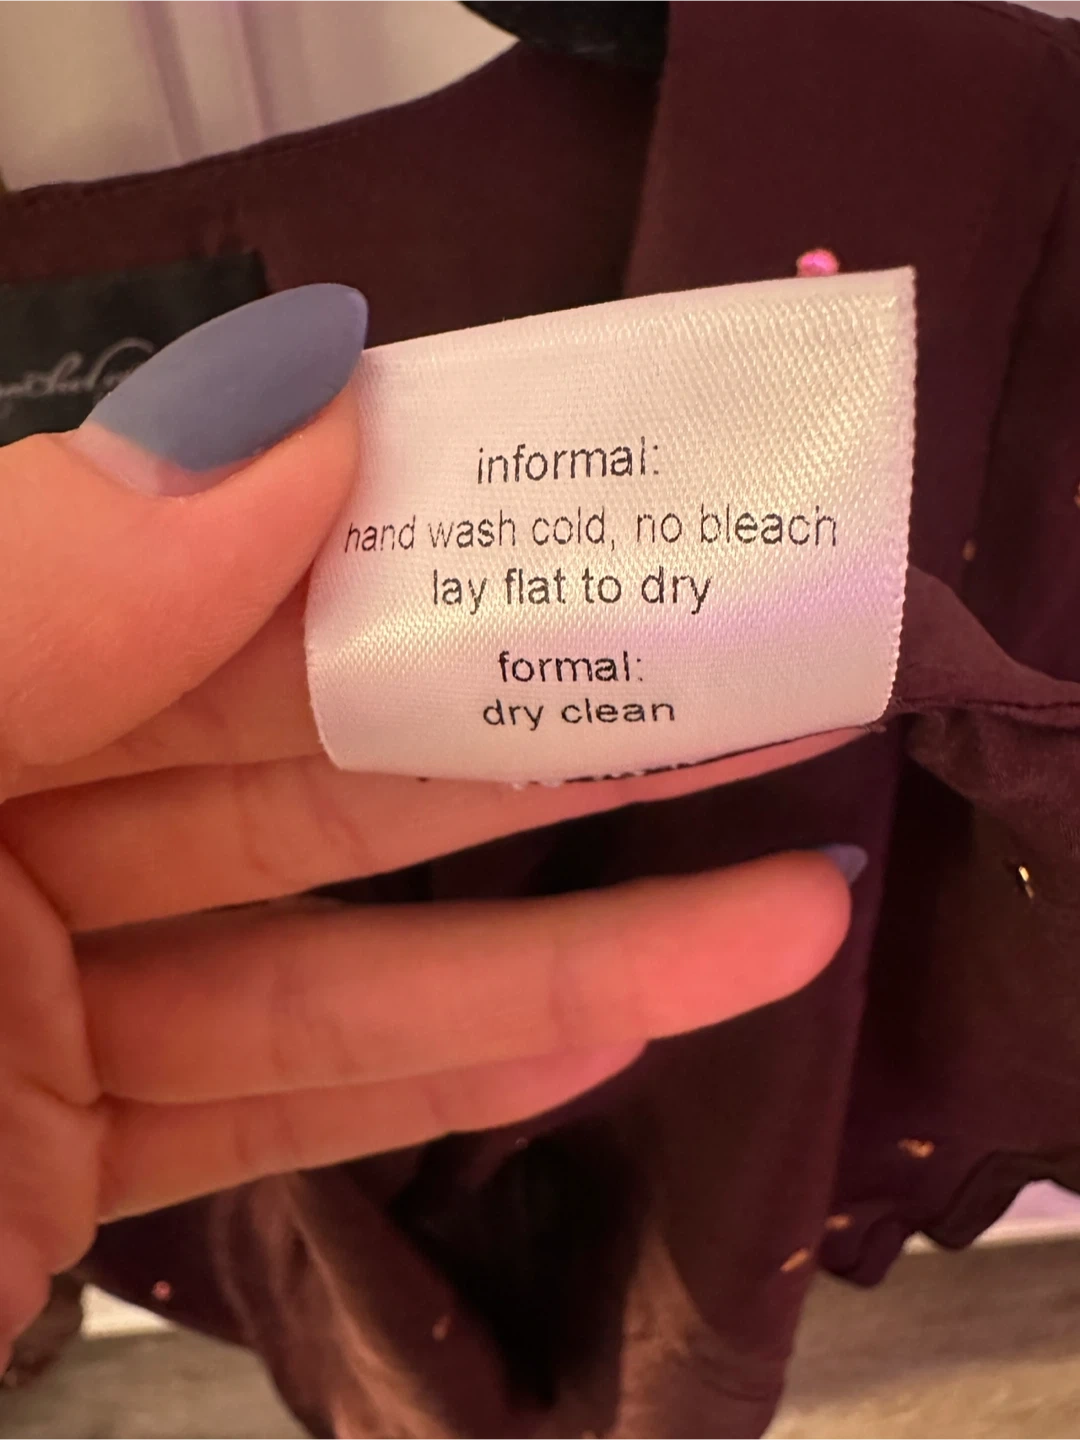 informal:
hand wash cold, no bleach
lay flat to dry
formal:
dry clean